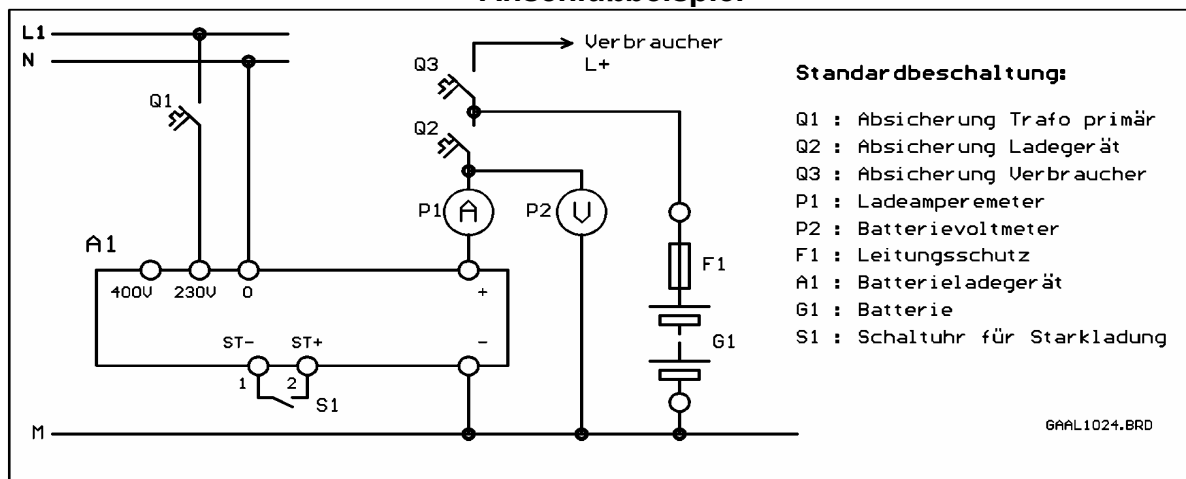 L1
N
Q1
Q3
Verbraucher
L+
Q2
P1
A
P2
V
A1
400V
230V
0
+
ST-
ST+
-
1
2
S1
F1
G1
M
Standardbeschaltung:
Q1 : Absicherung Trafo primär
Q2 : Absicherung Ladegerät
Q3 : Absicherung Verbraucher
P1 : Ladeamperemeter
P2 : Batterievoltmeter
F1 : Leitungsschutz
A1 : Batterieladegerät
G1 : Batterie
S1 : Schaltuhr für Starkladung
GAAL1024.BRD